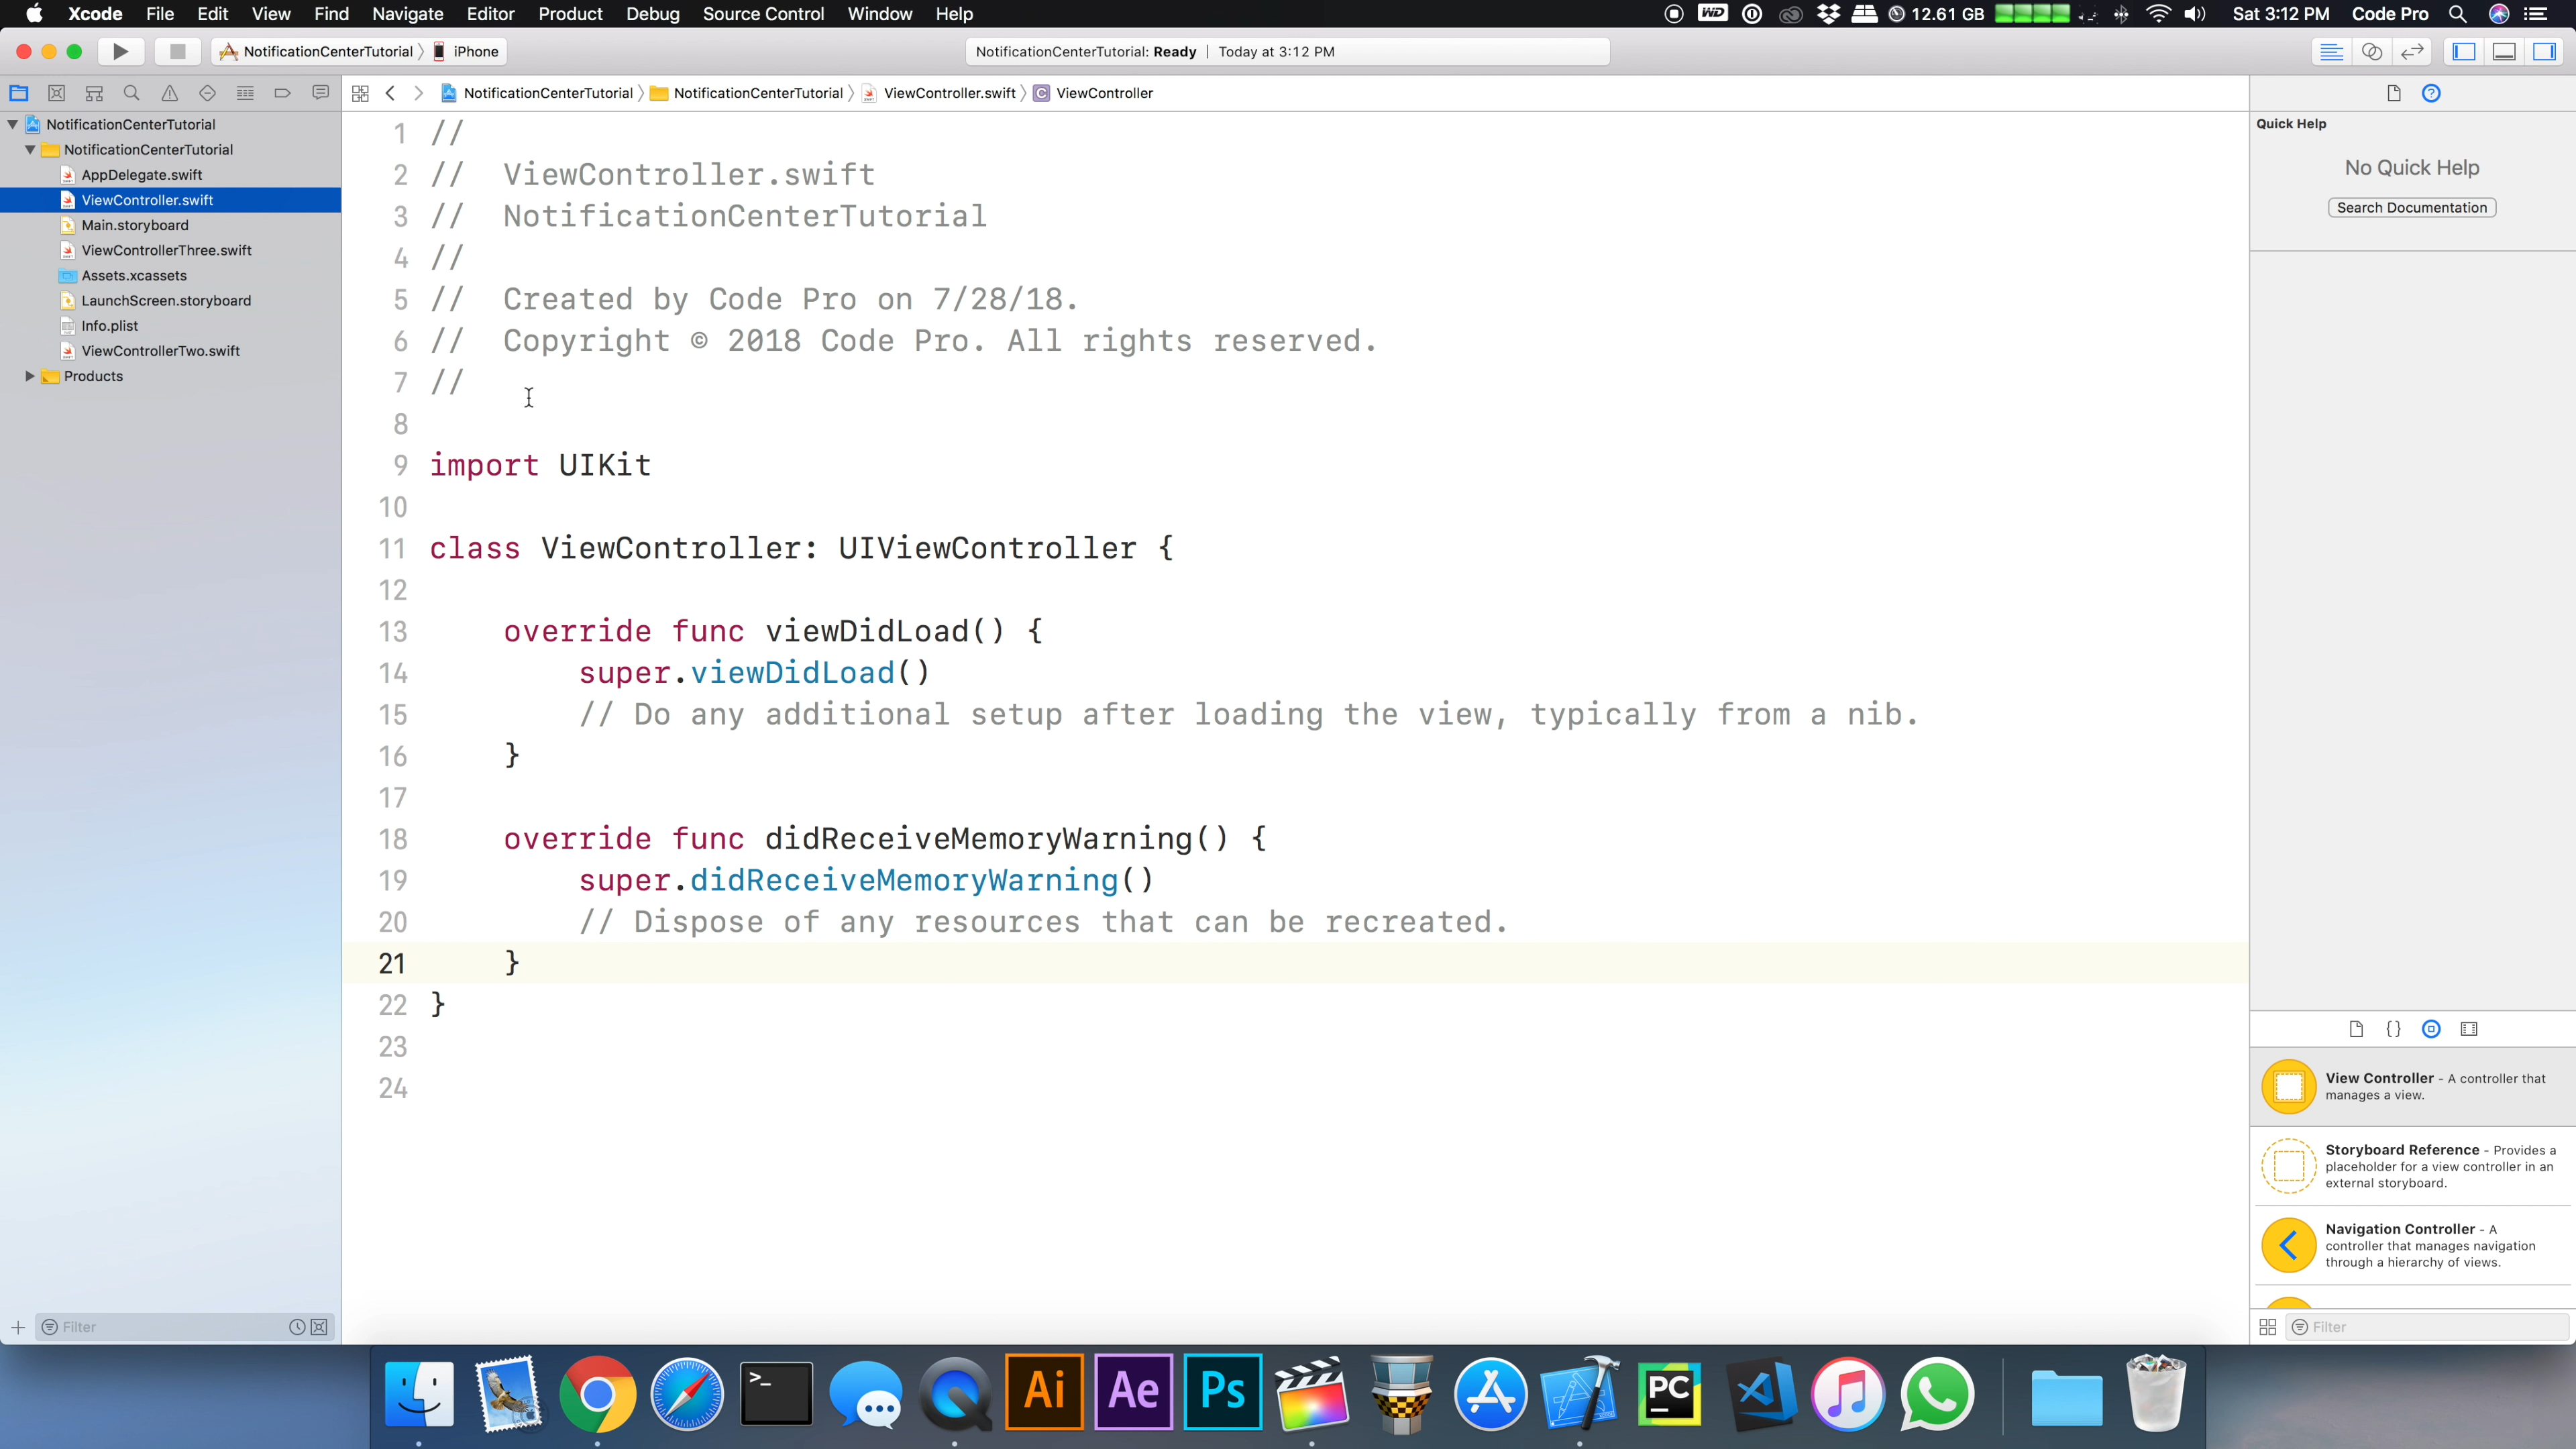 Xcode File Edit View Find Navigate Editor Product Debug Source Control Window Help
WD 12.61 GB Sat 3:12 PM Code Pro
NotificationCenterTutorial iPhone
NotificationCenterTutorial: Ready | Today at 3:12 PM
NotificationCenterTutorial NotificationCenterTutorial ViewController.swift C ViewController
NotificationCenterTutorial
NotificationCenterTutorial
AppDelegate.swift
ViewController.swift
Main.storyboard
ViewControllerThree.swift
Assets.xcassets
LaunchScreen.storyboard
Info.plist
ViewControllerTwo.swift
Products
Filter
1 //
2 //  ViewController.swift
3 //  NotificationCenterTutorial
4 //
5 //  Created by Code Pro on 7/28/18.
6 //  Copyright © 2018 Code Pro. All rights reserved.
7 //
8
9 import UIKit
10
11 class ViewController: UIViewController {
12
13     override func viewDidLoad() {
14         super.viewDidLoad()
15         // Do any additional setup after loading the view, typically from a nib.
16     }
17
18     override func didReceiveMemoryWarning() {
19         super.didReceiveMemoryWarning()
20         // Dispose of any resources that can be recreated.
21     }
22 }
23
24
Quick Help
No Quick Help
Search Documentation
{}
View Controller - A controller that
manages a view.
Storyboard Reference - Provides a
placeholder for a view controller in an
external storyboard.
Navigation Controller - A
controller that manages navigation
through a hierarchy of views.
Filter
>_ Ai Ae Ps PC